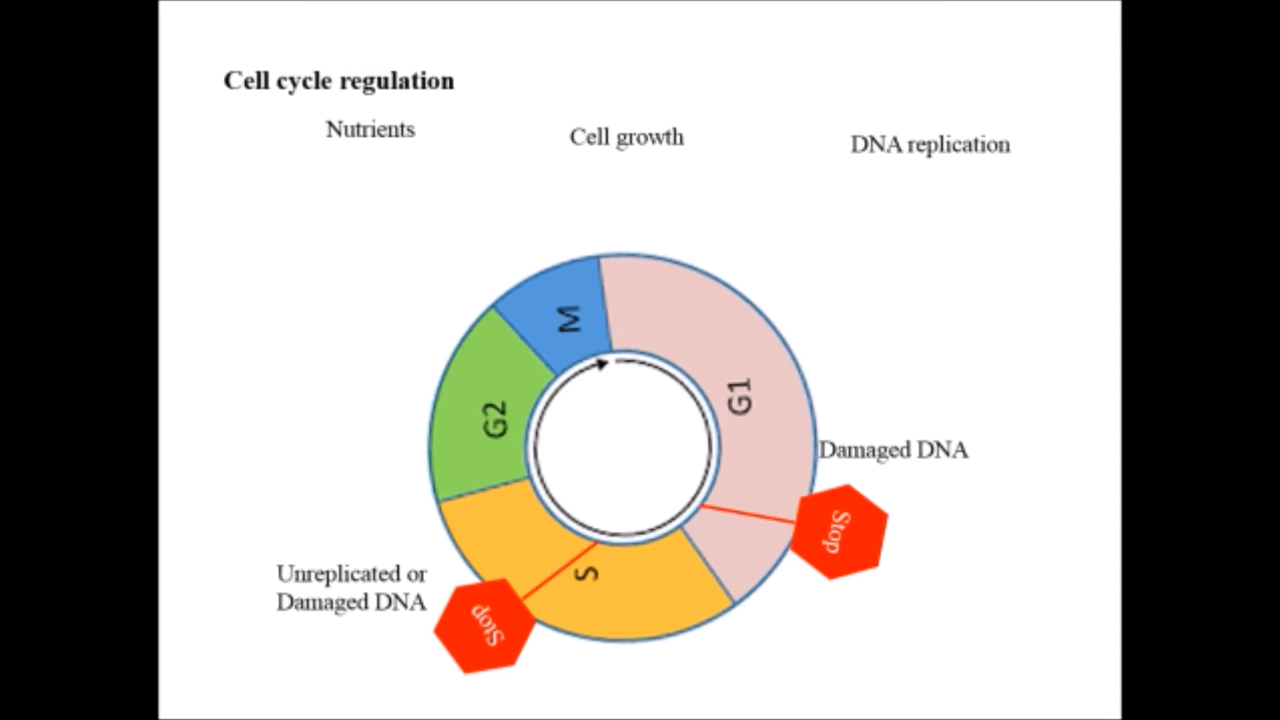 Cell cycle regulation
Nutrients
Cell growth
DNA replication
M
G1
G2
Damaged DNA
Stop
S
Unreplicated or
Damaged DNA
Stop